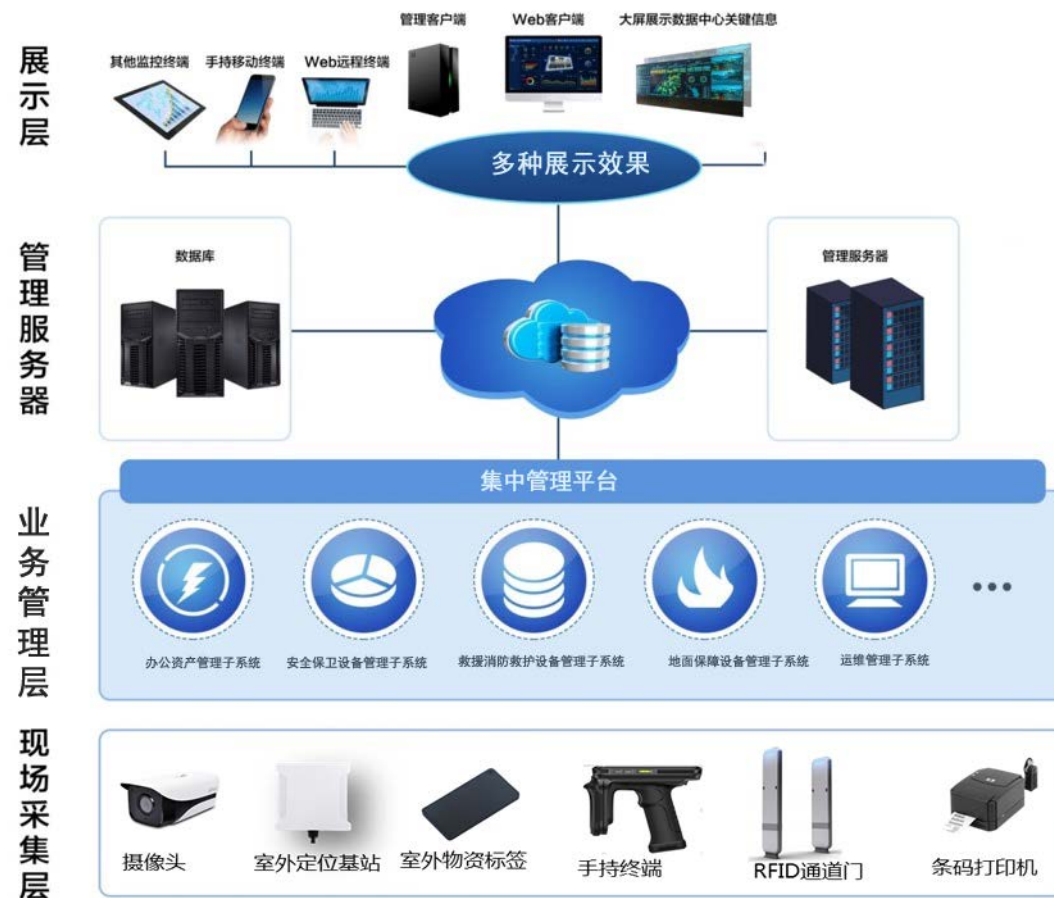 展示层
其他监控终端
手持移动终端
Web远程终端
管理客户端
Web客户端
大屏展示数据中心关键信息
多种展示效果
管理服务器
数据库
管理服务器
集中管理平台
业务管理层
办公资产管理子系统
安全保卫设备管理子系统
救援消防救护设备管理子系统
地面保障设备管理子系统
运维管理子系统
现场采集层
摄像头
室外定位基站
室外物资标签
手持终端
RFID通道门
条码打印机